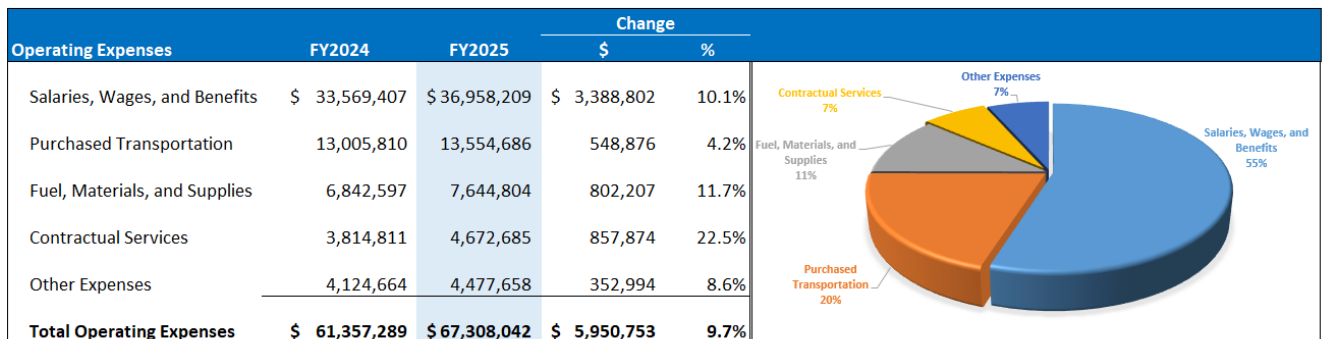 Change
Operating Expenses FY2024 FY2025 $ %
Salaries, Wages, and Benefits $ 33,569,407 $36,958,209 $ 3,388,802 10.1%
Purchased Transportation 13,005,810 13,554,686 548,876 4.2%
Fuel, Materials, and Supplies 6,842,597 7,644,804 802,207 11.7%
Contractual Services 3,814,811 4,672,685 857,874 22.5%
Other Expenses 4,124,664 4,477,658 352,994 8.6%
Total Operating Expenses $ 61,357,289 $67,308,042 $ 5,950,753 9.7%
Other Expenses
7%
Contractual Services
7%
Fuel, Materials, and
Supplies
11%
Salaries, Wages, and
Benefits
55%
Purchased
Transportation
20%